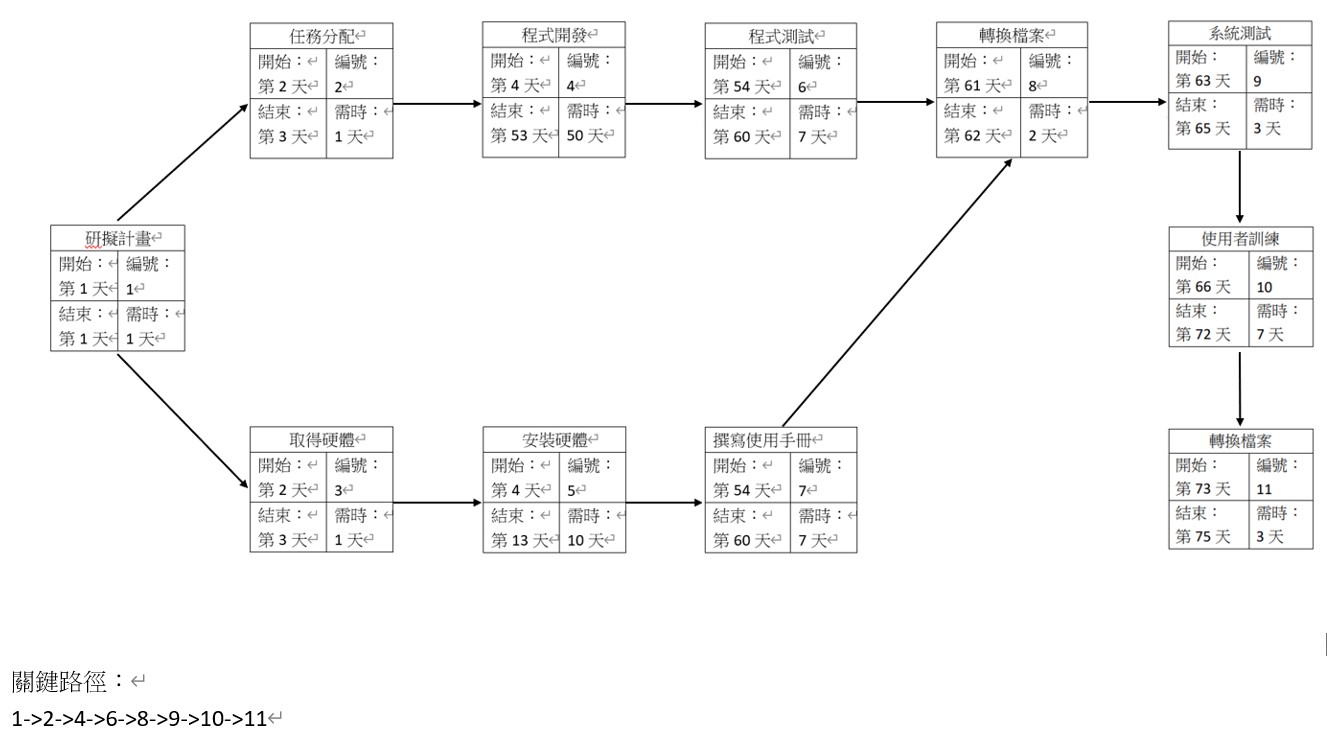 任務分配
開始： 編號：
第 2 天 2
結束： 需時：
第 3 天 1 天
程式開發
開始： 編號：
第 4 天 4
結束： 需時：
第 53 天 50 天
程式測試
開始： 編號：
第 54 天 6
結束： 需時：
第 60 天 7 天
轉換檔案
開始： 編號：
第 61 天 8
結束： 需時：
第 62 天 2 天
系統測試
開始： 編號：
第 63 天 9
結束： 需時：
第 65 天 3 天
研擬計畫
開始： 編號：
第 1 天 1
結束： 需時：
第 1 天 1 天
使用者訓練
開始： 編號：
第 66 天 10
結束： 需時：
第 72 天 7 天
取得硬體
開始： 編號：
第 2 天 3
結束： 需時：
第 3 天 1 天
安裝硬體
開始： 編號：
第 4 天 5
結束： 需時：
第 13 天 10 天
撰寫使用手冊
開始： 編號：
第 54 天 7
結束： 需時：
第 60 天 7 天
轉換檔案
開始： 編號：
第 73 天 11
結束： 需時：
第 75 天 3 天
關鍵路徑：
1->2->4->6->8->9->10->11